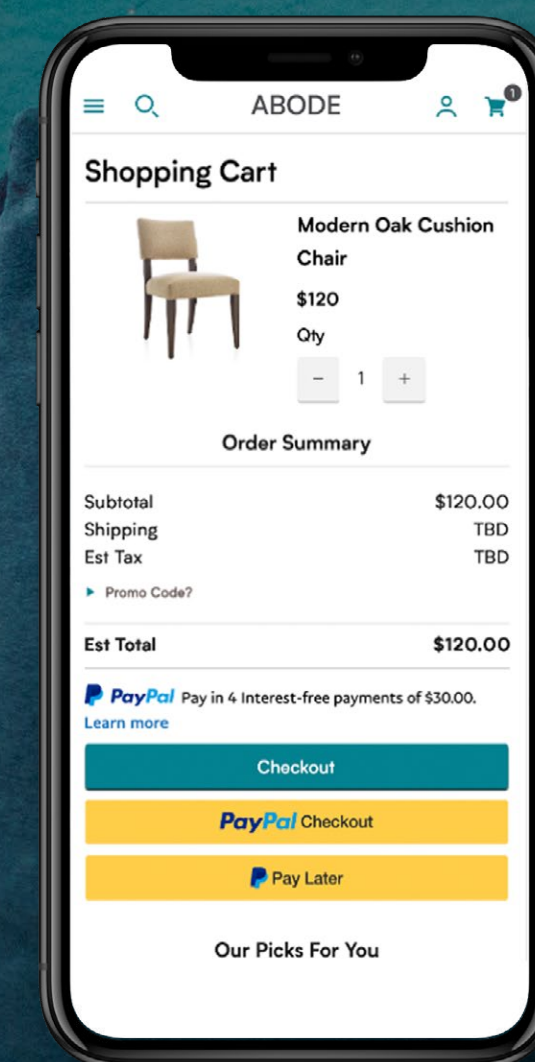 ABODE
1
Shopping Cart
Modern Oak Cushion
Chair
$120
Qty
- 1 +
Order Summary
Subtotal $120.00
Shipping TBD
Est Tax TBD
Promo Code?
Est Total $120.00
PayPal Pay in 4 Interest-free payments of $30.00.
Learn more
Checkout
PayPal Checkout
Pay Later
Our Picks For You